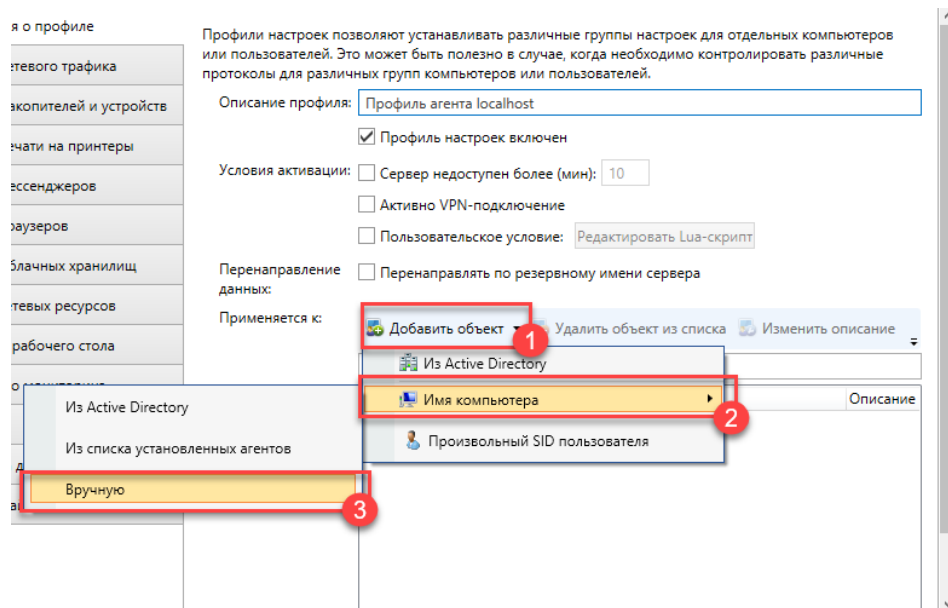 я о профиле
етевого трафика
акопителей и устройств
ечати на принтеры
ессенджеров
раузеров
блачных хранилищ
етевых ресурсов
рабочего стола
Профили настроек позволяют устанавливать различные группы настроек для отдельных компьютеров
или пользователей. Это может быть полезно в случае, когда необходимо контролировать различные
протоколы для различных групп компьютеров или пользователей.
Описание профиля: Профиль агента localhost
Профиль настроек включен
Условия активации: Сервер недоступен более (мин): 10
Активно VPN-подключение
Пользовательское условие: Редактировать Lua-скрипт
Перенаправление Перенаправлять по резервному имени сервера
данных:
Применяется к:
Добавить объект Удалить объект из списка Изменить описание
1
Из Active Directory
Имя компьютера
2
Описание
Произвольный SID пользователя
Из Active Directory
Из списка установленных агентов
Вручную
3